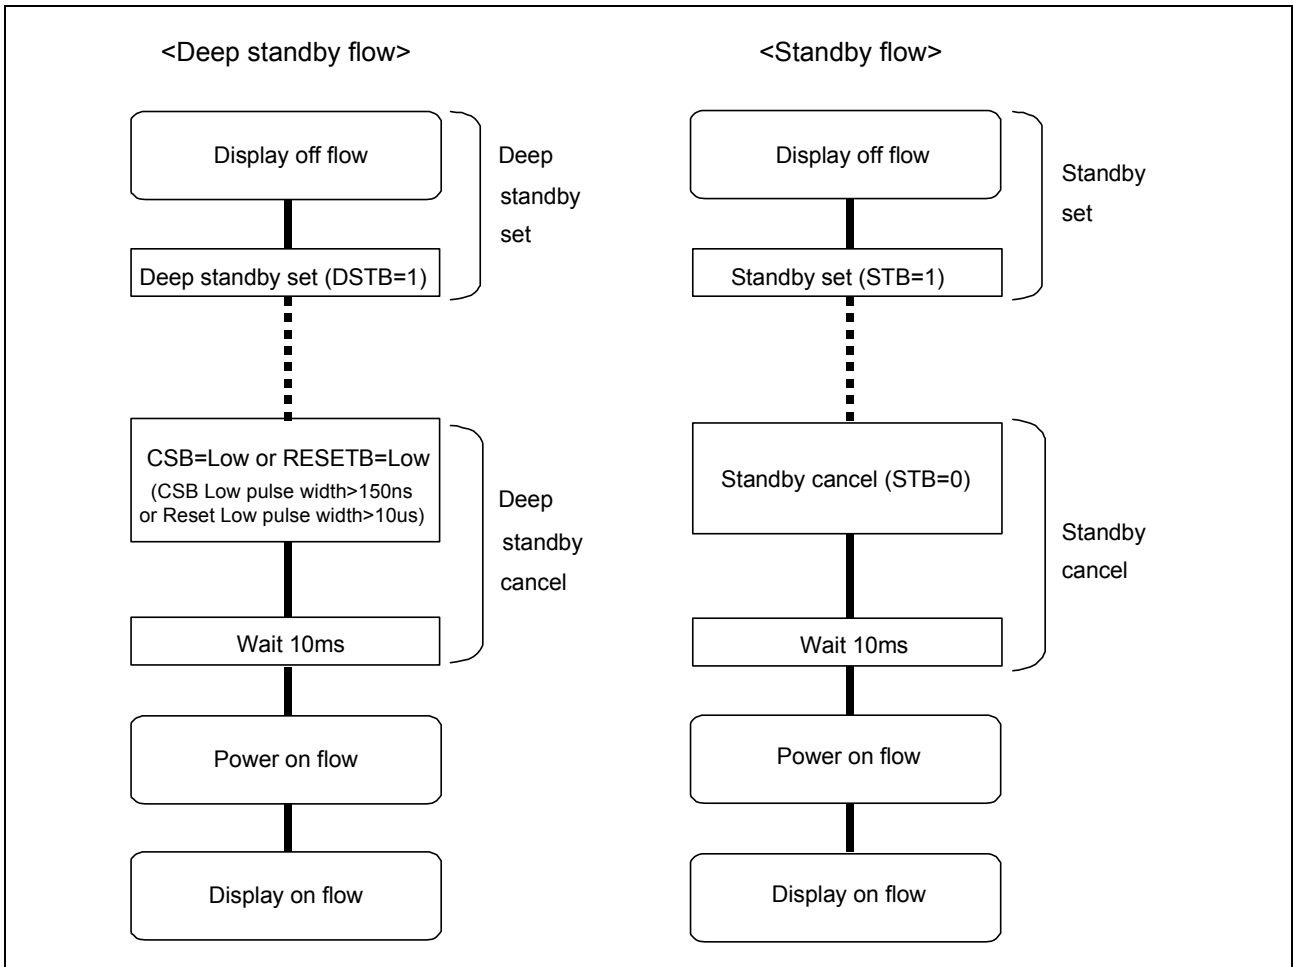 <Deep standby flow>
Display off flow
Deep standby set (DSTB=1)
Deep
standby
set
CSB=Low or RESETB=Low
(CSB Low pulse width>150ns
or Reset Low pulse width>10us)
Wait 10ms
Deep
standby
cancel
Power on flow
Display on flow
<Standby flow>
Display off flow
Standby set (STB=1)
Standby
set
Standby cancel (STB=0)
Wait 10ms
Standby
cancel
Power on flow
Display on flow